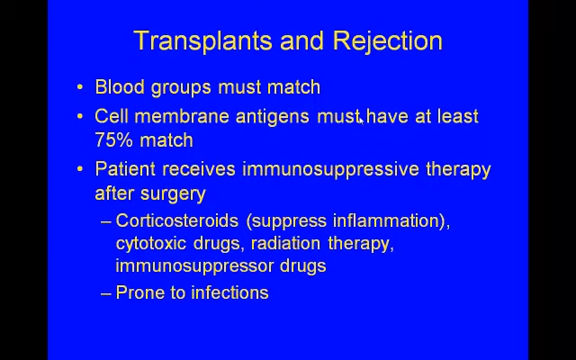 Transplants and Rejection
• Blood groups must match
• Cell membrane antigens must have at least
75% match
• Patient receives immunosuppressive therapy
after surgery
– Corticosteroids (suppress inflammation),
cytotoxic drugs, radiation therapy,
immunosuppressor drugs
– Prone to infections